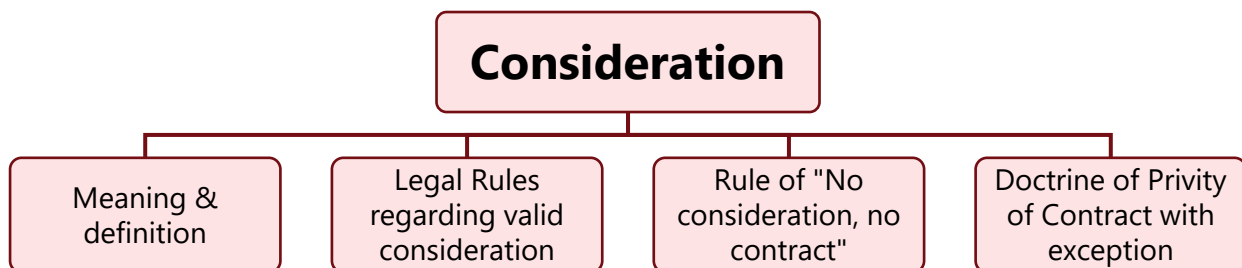 Consideration
Meaning &
definition
Legal Rules
regarding valid
consideration
Rule of "No
consideration, no
contract"
Doctrine of Privity
of Contract with
exception